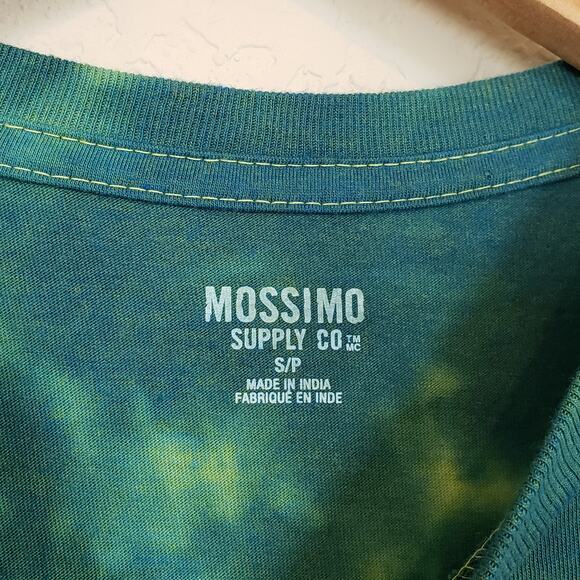 MOSSIMO
SUPPLY CO TM MC
S/P
MADE IN INDIA
FABRIQUÉ EN INDE